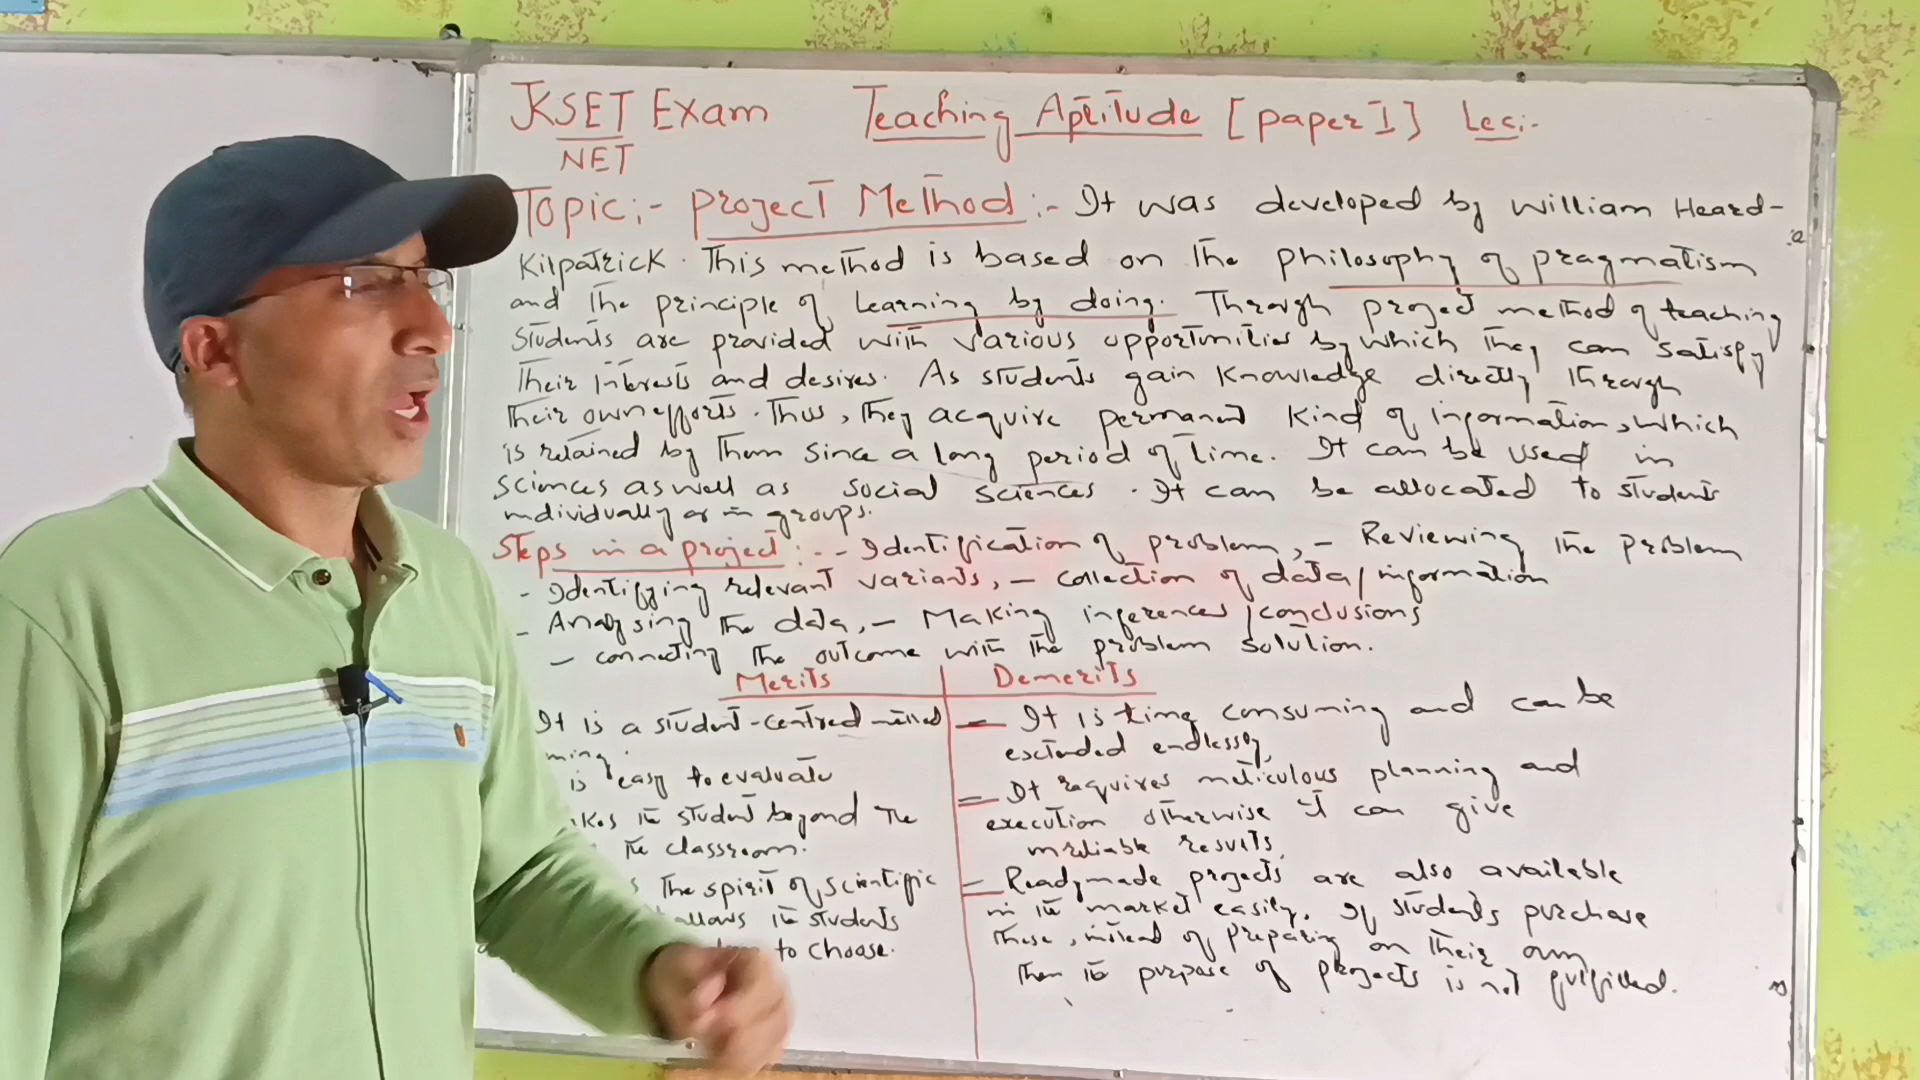 JKSET Exam Teaching Aptitude [paper I] Lec:-
NET
Topic:- project Method:- It was developed by William Heard-
Kilpatrick. This method is based on the philosophy of pragmatism
and the principle of learning by doing. Through project method of teaching
students are provided with various opportunities by which they can satisfy
their interests and desires. As students gain knowledge directly through
their own efforts. Thus, they acquire permanent kind of information, which
is retained by them since a long period of time. It can be used in
sciences as well as social sciences. It can be allocated to students
individually or in groups.
Steps in a project:- - Identification of problem, - Reviewing the problem
- Identifying relevant variants, - collection of data/information
- Analysing the data, - Making inferences/conclusions
- connecting the outcome with the problem solution.
Merits Demerits
It is a student-centred
is easy to evaluate
the student beyond the
the classroom.
the spirit of scientific
allows the students
to choose.
- It is time consuming and can be
extended endlessly,
- It requires meticulous planning and
execution otherwise it can give
unreliable results,
- Readymade projects are also available
in the market easily. If students purchase
these, instead of preparing on their own
then the purpose of projects is not fulfilled.